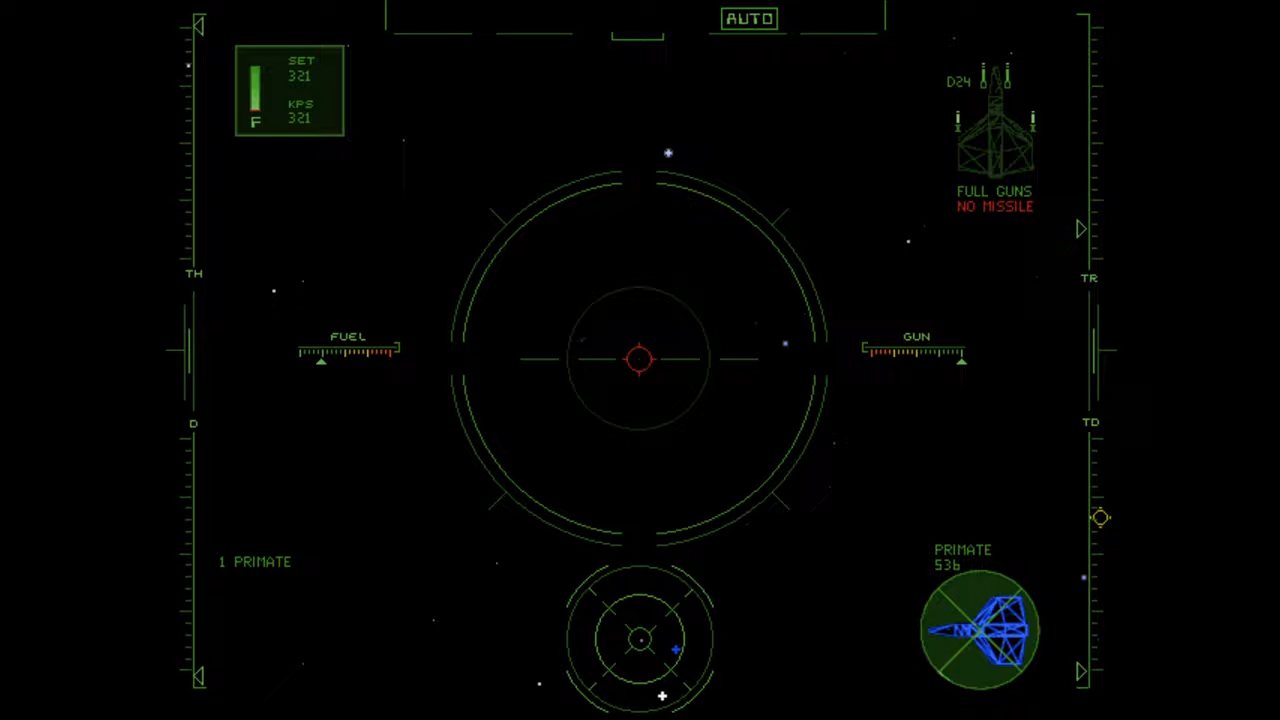 AUTO
SET
321
KPS
321
F
D24
FULL GUNS
NO MISSILE
TH
TR
FUEL
GUN
D
TD
1 PRIMATE
PRIMATE
536